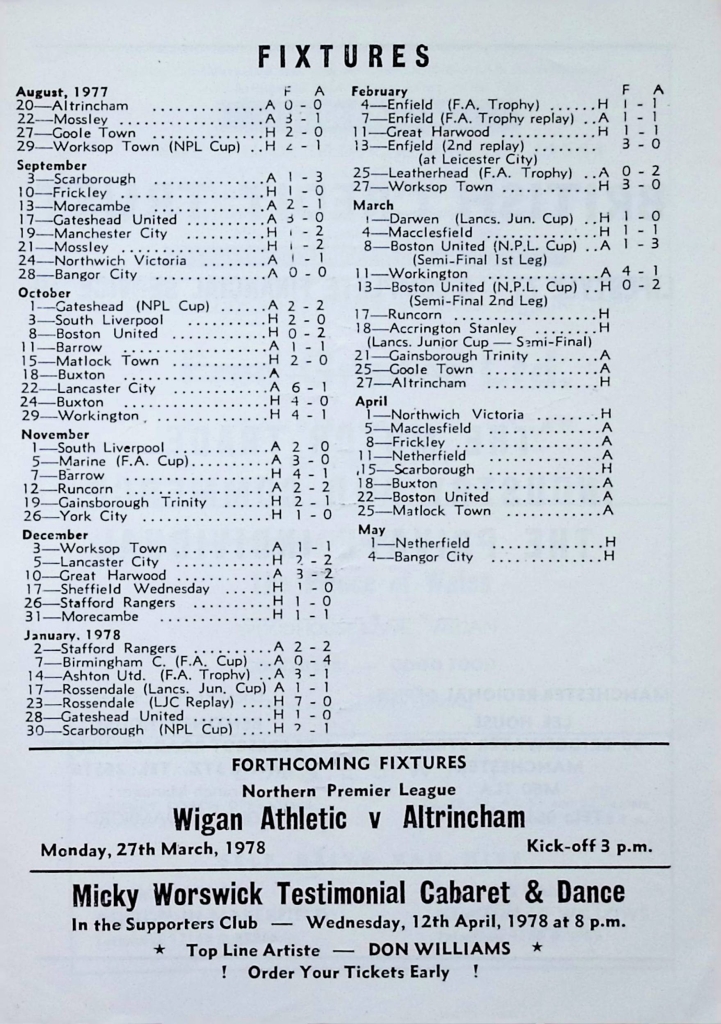 FIXTURES
August, 1977 F A
20—Altrincham .................. A 0 - 0
22—Mossley ..................... A 3 - 1
27—Goole Town .................. H 2 - 0
29—Worksop Town (NPL Cup) .. H 2 - 1
September
3—Scarborough .................. A 1 - 3
10—Frickley ..................... H 1 - 0
13—Morecambe .................. A 2 - 1
17—Gateshead United ............ A 3 - 0
19—Manchester City ............ H - 2
21—Mossley ..................... H - 2
24—Northwich Victoria ......... A - 1
28—Bangor City .................. A 0 - 0
October
1—Gateshead (NPL Cup) ...... A 2 - 2
3—South Liverpool ............ H 2 - 0
8—Boston United ............... H 0 - 2
11—Barrow ..................... A 1 - 1
15—Matlock Town ............... H 2 - 0
18—Buxton ..................... A
22—Lancaster City ............... A 6 - 1
24—Buxton ..................... H 4 - 0
29—Workington .................. H 4 - 1
November
1—South Liverpool ............ A 2 - 0
5—Marine (F.A. Cup) ............ A 3 - 0
7—Barrow ..................... H 4 - 1
12—Runcorn ..................... A 2 - 2
19—Gainsborough Trinity ...... H 2 - 1
26—York City .................. H 1 - 0
December
3—Worksop Town ............... A 1 - 1
5—Lancaster City ............... H 2 - 2
10—Great Harwood ............... A 3 - 2
17—Sheffield Wednesday ......... H 1 - 0
26—Stafford Rangers ............ H 1 - 0
31—Morecambe .................. H 1 - 1
January, 1978
2—Stafford Rangers ............ A 2 - 2
7—Birmingham C. (F.A. Cup) ... A 0 - 4
14—Ashton Utd. (F.A. Trophy) ... A 3 - 1
17—Rossendale (Lancs. Jun. Cup) A 1 - 1
23—Rossendale (LJC Replay) ... H 7 - 0
28—Gateshead United ............ H 1 - 0
30—Scarborough (NPL Cup) ... H 2 - 1
February F A
4—Enfield (F.A. Trophy) ...... H 1 - 1
7—Enfield (F.A. Trophy replay) .. A 1 - 1
11—Great Harwood ............... H 1 - 1
13—Enfield (2nd replay) ...... 3 - 0
(at Leicester City)
25—Leatherhead (F.A. Trophy) .. A 0 - 2
27—Worksop Town ............... H 3 - 0
March
1—Darwen (Lancs. Jun. Cup) .. H 1 - 0
4—Macclesfield .................. H 1 - 1
8—Boston United (N.P.L. Cup) .. A 1 - 3
(Semi-Final 1st Leg)
11—Workington .................. A 4 - 1
13—Boston United (N.P.L. Cup) . H 0 - 2
(Semi-Final 2nd Leg)
17—Runcorn ..................... H
18—Accrington Stanley ............ H
(Lancs. Junior Cup — Semi-Final)
21—Gainsborough Trinity ......... A
25—Goole Town .................. A
27—Altrincham .................. H
April
1—Northwich Victoria ............ H
5—Macclesfield .................. A
8—Frickley ..................... A
11—Netherfield .................. A
15—Scarborough .................. H
18—Buxton ..................... A
22—Boston United ............... A
25—Matlock Town ............... A
May
1—Netherfield .................. H
4—Bangor City .................. H
FORTHCOMING FIXTURES
Northern Premier League
Wigan Athletic v Altrincham
Monday, 27th March, 1978 Kick-off 3 p.m.
Micky Worswick Testimonial Cabaret & Dance
In the Supporters Club — Wednesday, 12th April, 1978 at 8 p.m.
★ Top Line Artiste — DON WILLIAMS ★
! Order Your Tickets Early !